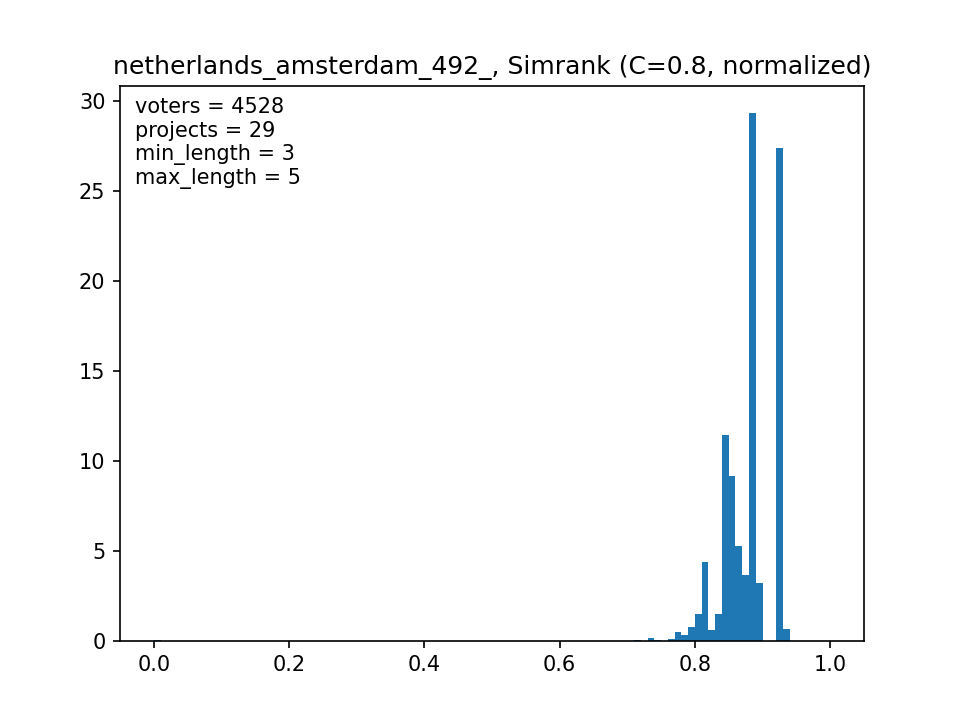 netherlands_amsterdam_492_, Simrank (C=0.8, normalized)
voters = 4528
projects = 29
min_length = 3
max_length = 5
30
25
20
15
10
5
0
0.0 0.2 0.4 0.6 0.8 1.0